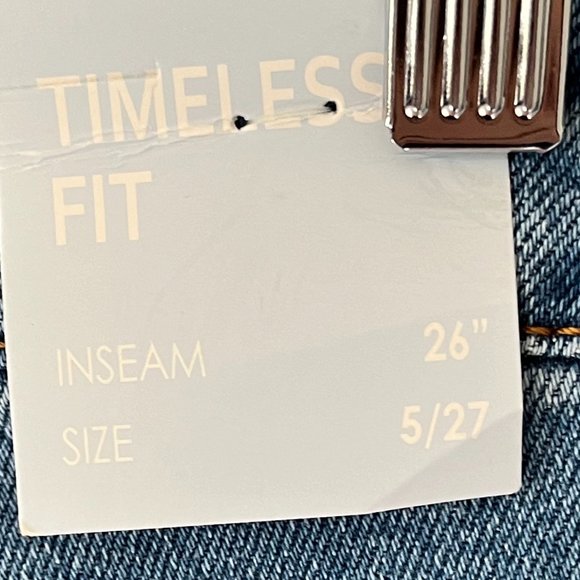 TIMELESS
FIT
INSEAM 26”
SIZE 5/27